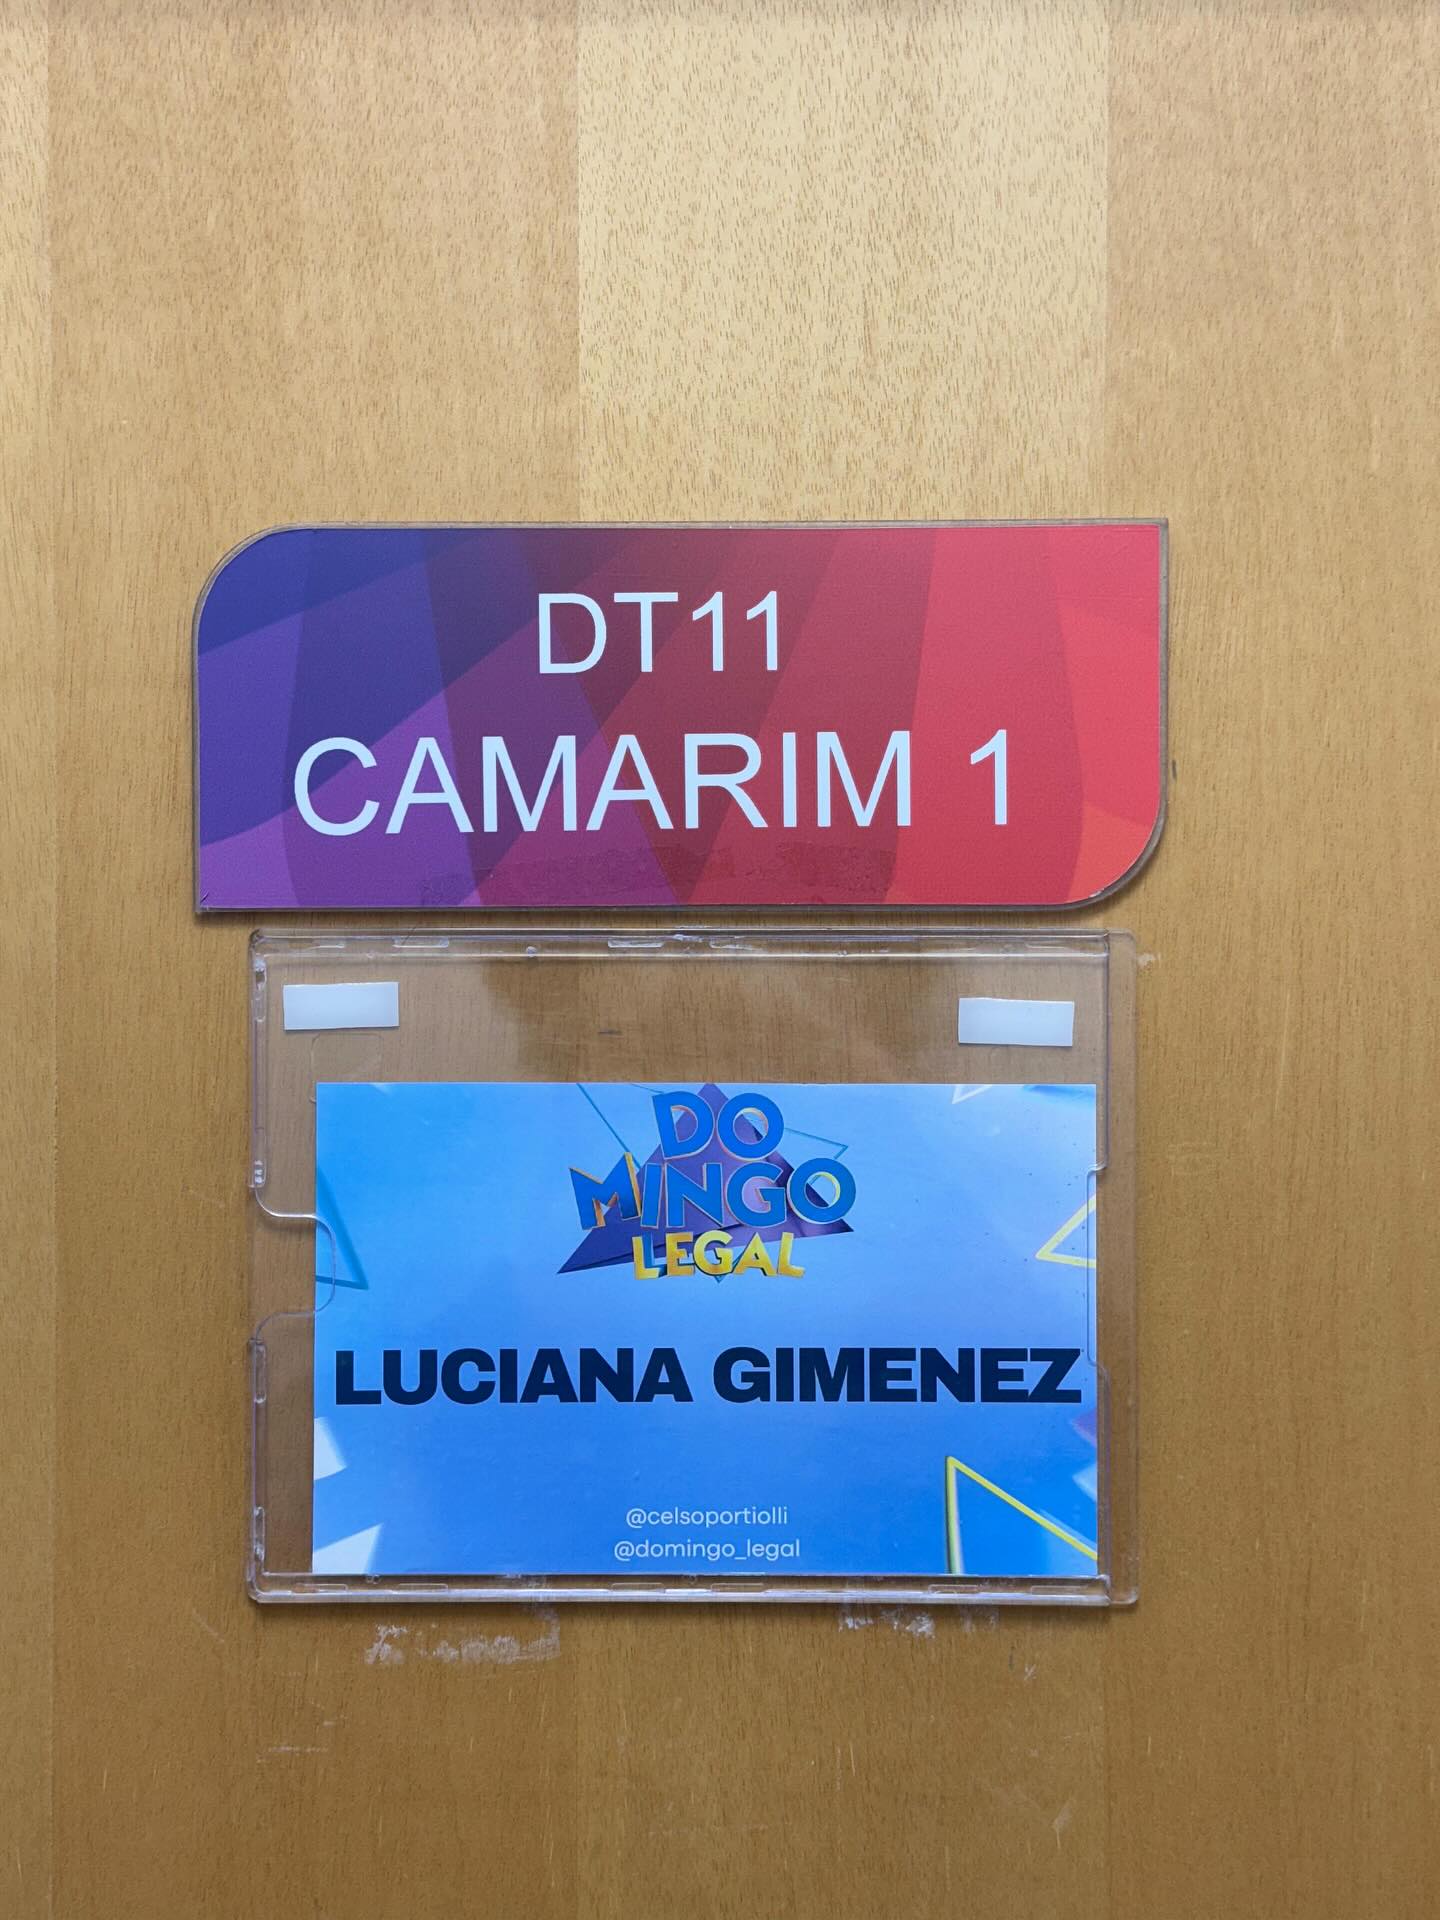 DT11
CAMARIM 1
DO
MINGO
LEGAL
LUCIANA GIMENEZ
@celsoportiolli
@domingo_legal